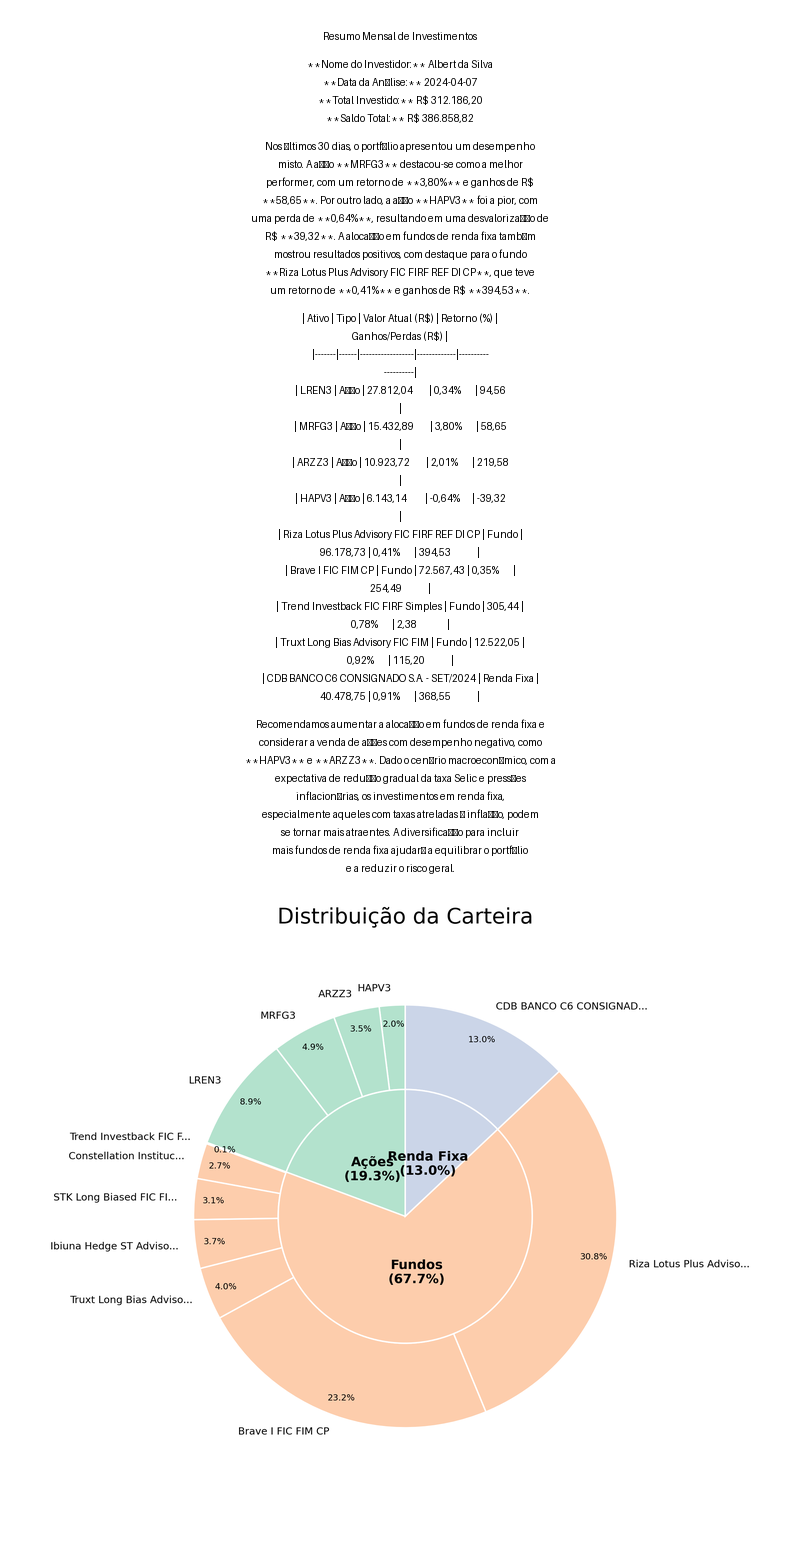 Resumo Mensal de Investimentos
**Nome do Investidor:** Albert da Silva
**Data da An□lise:** 2024-04-07
**Total Investido:** R$ 312.186,20
**Saldo Total:** R$ 386.858,82
Nos □ltimos 30 dias, o portf□lio apresentou um desempenho
misto. A a□□o **MRFG3** destacou-se como a melhor
performer, com um retorno de **3,80%** e ganhos de R$
**58,65**. Por outro lado, a a□□o **HAPV3** foi a pior, com
uma perda de **0,64%**, resultando em uma desvaloriza□□o de
R$ **39,32**. A aloca□□o em fundos de renda fixa tamb□m
mostrou resultados positivos, com destaque para o fundo
**Riza Lotus Plus Advisory FIC FIRF REF DI CP**, que teve
um retorno de **0,41%** e ganhos de R$ **394,53**.
| Ativo | Tipo | Valor Atual (R$) | Retorno (%) |
Ganhos/Perdas (R$) |
|-------|------|------------------|-------------|----------
----------|
| LREN3 | A□□o | 27.812,04 | 0,34% | 94,56
|
| MRFG3 | A□□o | 15.432,89 | 3,80% | 58,65
|
| ARZZ3 | A□□o | 10.923,72 | 2,01% | 219,58
|
| HAPV3 | A□□o | 6.143,14 | -0,64% | -39,32
|
| Riza Lotus Plus Advisory FIC FIRF REF DI CP | Fundo |
96.178,73 | 0,41% | 394,53 |
| Brave I FIC FIM CP | Fundo | 72.567,43 | 0,35% |
254,49 |
| Trend Investback FIC FIRF Simples | Fundo | 305,44 |
0,78% | 2,38 |
| Truxt Long Bias Advisory FIC FIM | Fundo | 12.522,05 |
0,92% | 115,20 |
| CDB BANCO C6 CONSIGNADO S.A. - SET/2024 | Renda Fixa |
40.478,75 | 0,91% | 368,55 |
Recomendamos aumentar a aloca□□o em fundos de renda fixa e
considerar a venda de a□□es com desempenho negativo, como
**HAPV3** e **ARZZ3**. Dado o cen□rio macroecon□mico, com a
expectativa de redu□□o gradual da taxa Selic e press□es
inflacion□rias, os investimentos em renda fixa,
especialmente aqueles com taxas atreladas □ infla□□o, podem
se tornar mais atraentes. A diversifica□□o para incluir
mais fundos de renda fixa ajudar□ a equilibrar o portf□lio
e a reduzir o risco geral.
Distribuição da Carteira
HAPV3
ARZZ3
CDB BANCO C6 CONSIGNAD...
MRFG3
2.0%
3.5%
13.0%
4.9%
LREN3
8.9%
Trend Investback FIC F...
0.1%
Constellation Instituc...
2.7%
Ações
(19.3%)
Renda Fixa
(13.0%)
STK Long Biased FIC FI...
3.1%
Ibiuna Hedge ST Adviso...
3.7%
Fundos
(67.7%)
30.8%
Riza Lotus Plus Adviso...
4.0%
Truxt Long Bias Adviso...
23.2%
Brave I FIC FIM CP